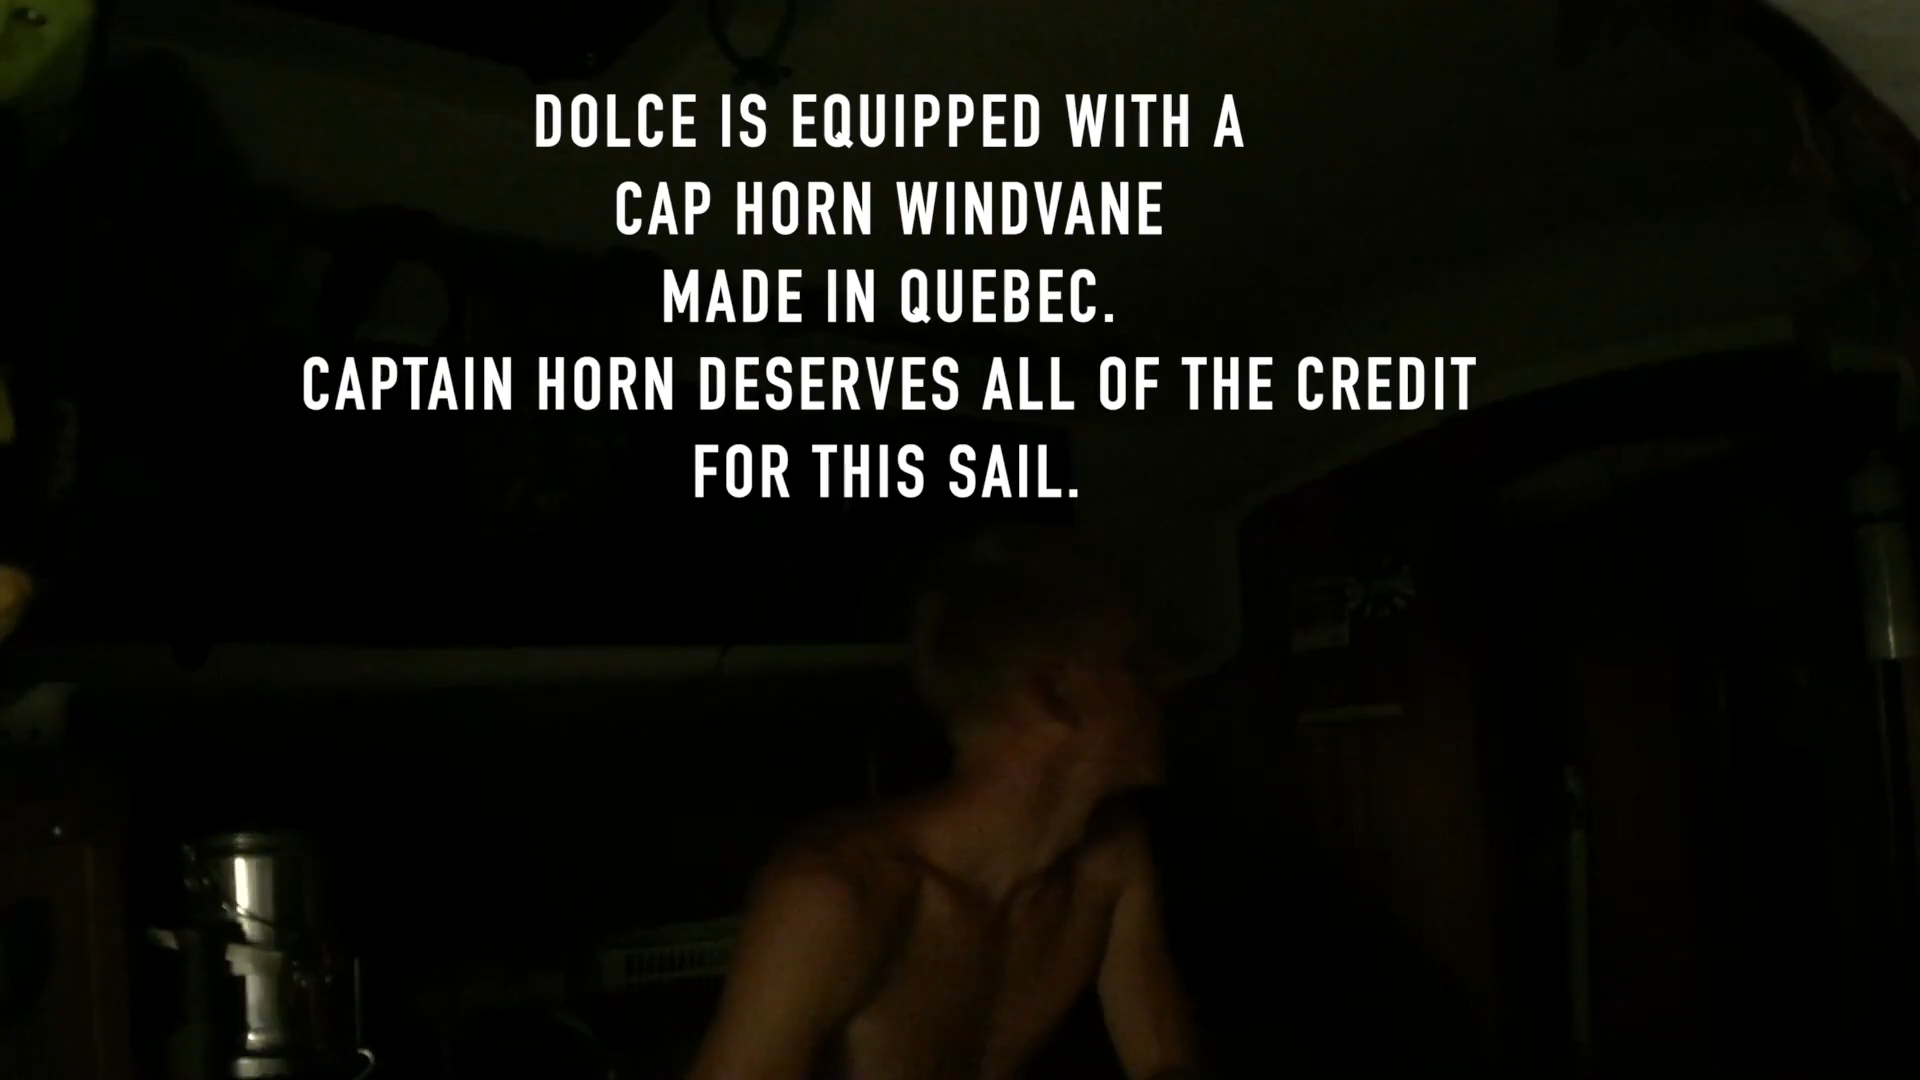 DOLCE IS EQUIPPED WITH A
CAP HORN WINDVANE
MADE IN QUEBEC.
CAPTAIN HORN DESERVES ALL OF THE CREDIT
FOR THIS SAIL.